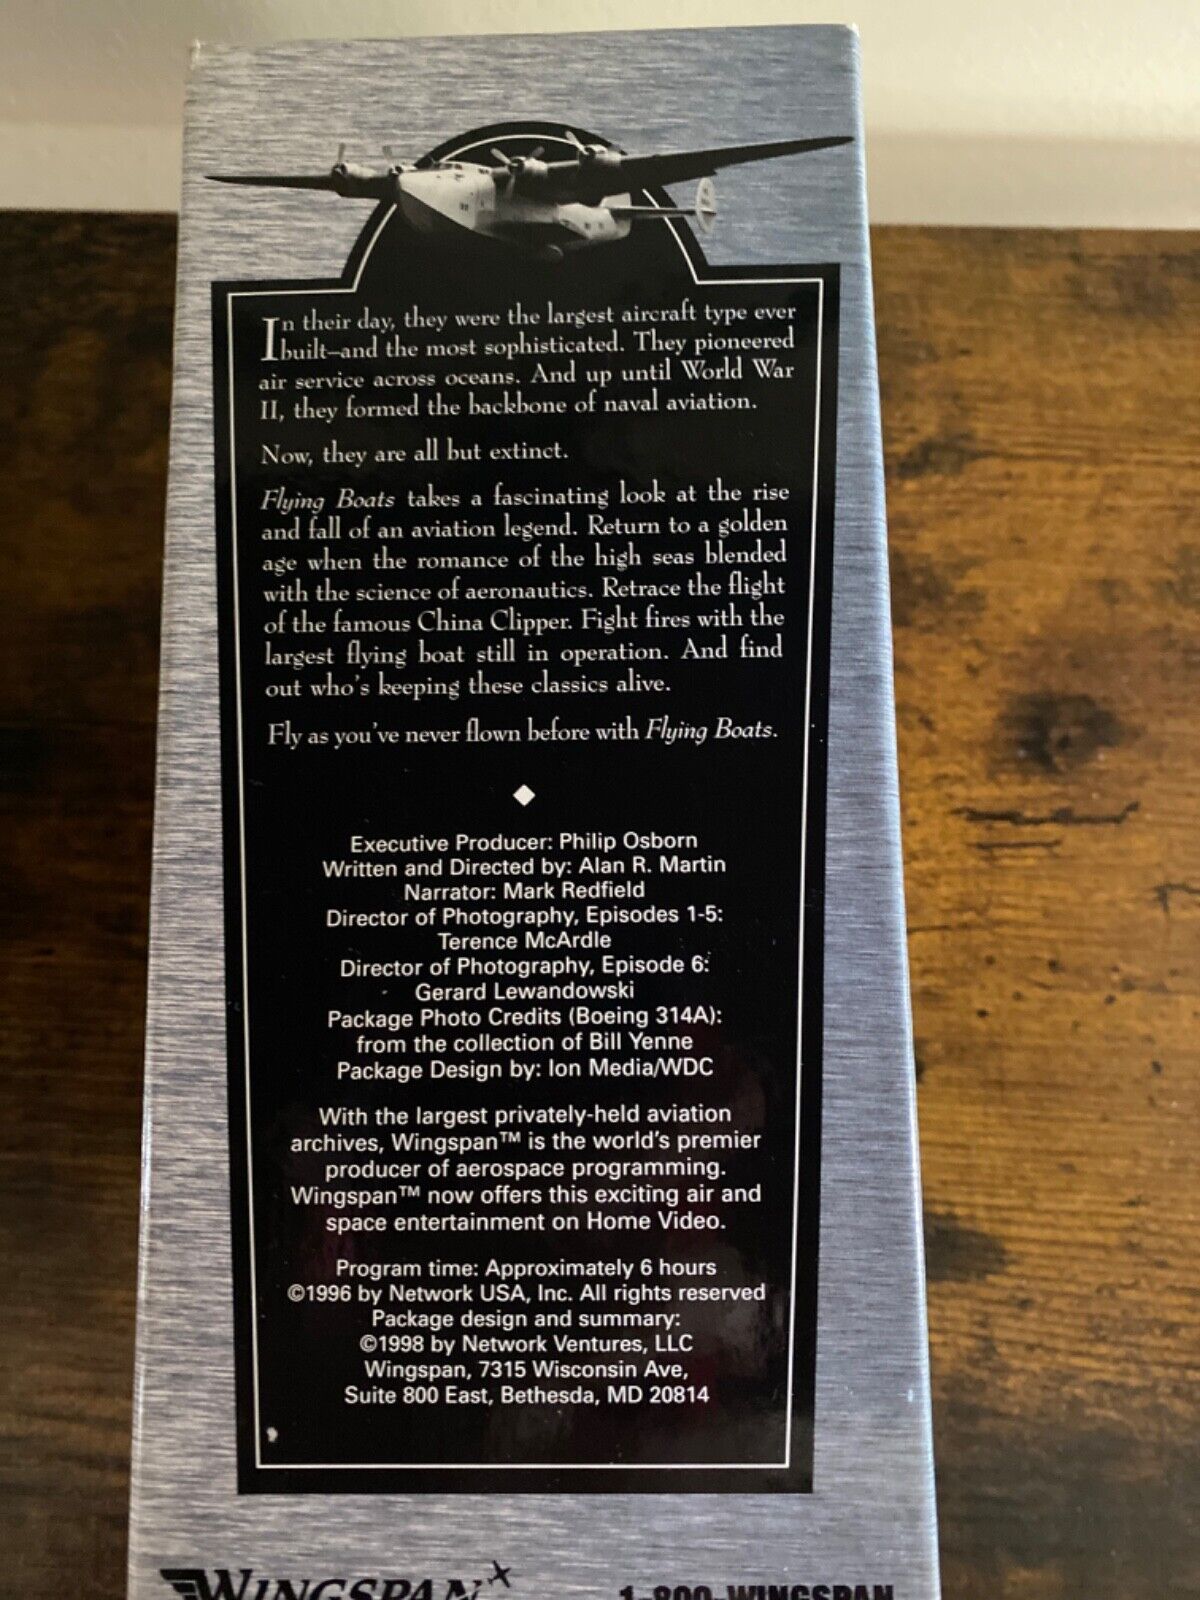 In their day, they were the largest aircraft type ever
built–and the most sophisticated. They pioneered
air service across oceans. And up until World War
II, they formed the backbone of naval aviation.
Now, they are all but extinct.
Flying Boats takes a fascinating look at the rise
and fall of an aviation legend. Return to a golden
age when the romance of the high seas blended
with the science of aeronautics. Retrace the flight
of the famous China Clipper. Fight fires with the
largest flying boat still in operation. And find
out who's keeping these classics alive.
Fly as you've never flown before with Flying Boats.
Executive Producer: Philip Osborn
Written and Directed by: Alan R. Martin
Narrator: Mark Redfield
Director of Photography, Episodes 1-5:
Terence McArdle
Director of Photography, Episode 6:
Gerard Lewandowski
Package Photo Credits (Boeing 314A):
from the collection of Bill Yenne
Package Design by: Ion Media/WDC
With the largest privately-held aviation
archives, Wingspan™ is the world's premier
producer of aerospace programming.
Wingspan™ now offers this exciting air and
space entertainment on Home Video.
Program time: Approximately 6 hours
©1996 by Network USA, Inc. All rights reserved
Package design and summary:
©1998 by Network Ventures, LLC
Wingspan, 7315 Wisconsin Ave,
Suite 800 East, Bethesda, MD 20814
WINGSPAN 1-800-WINGSPAN